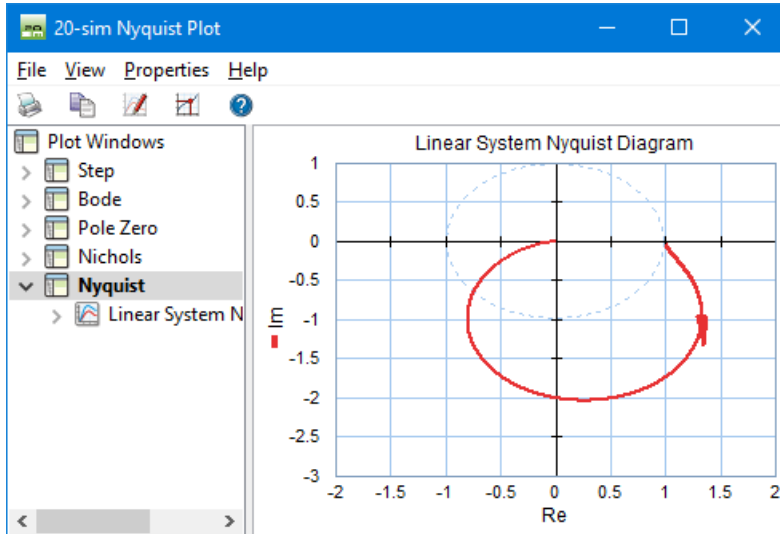 20-sim Nyquist Plot
File View Properties Help
Plot Windows
Step
Bode
Pole Zero
Nichols
Nyquist
Linear System N
Linear System Nyquist Diagram
1
0.5
0
-0.5
-1
-1.5
-2
-2.5
-3
Im
-2 -1.5 -1 -0.5 0 0.5 1 1.5 2
Re